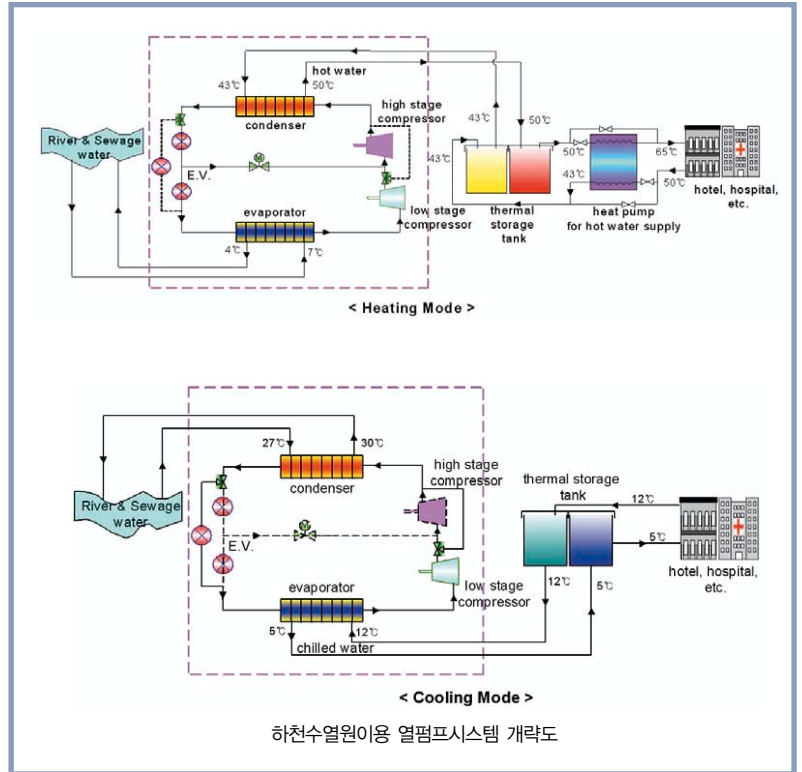 43℃
hot water
50℃
condenser
high stage
compressor
River & Sewage
water
M
E.V.
evaporator
4℃
7℃
low stage
compressor
43℃
50℃
43℃
thermal
storage
tank
50℃
43℃
65℃
50℃
heat pump
for hot water supply
hotel, hospital,
etc.
< Heating Mode >
27℃
30℃
condenser
high stage
compressor
River & Sewage
water
M
E.V.
evaporator
5℃
12℃
chilled water
low stage
compressor
thermal storage
tank
12℃
5℃
12℃
5℃
hotel, hospital,
etc.
< Cooling Mode >
하천수열원이용 열펌프시스템 개략도